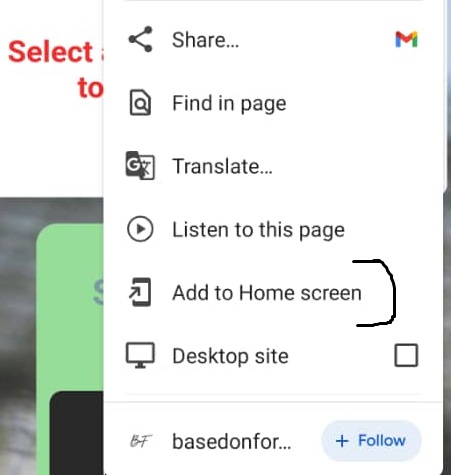 Share...
Select
Find in page
to
Translate...
Listen to this page
S
Add to Home screen
Desktop site
BF basedonfor...
+ Follow